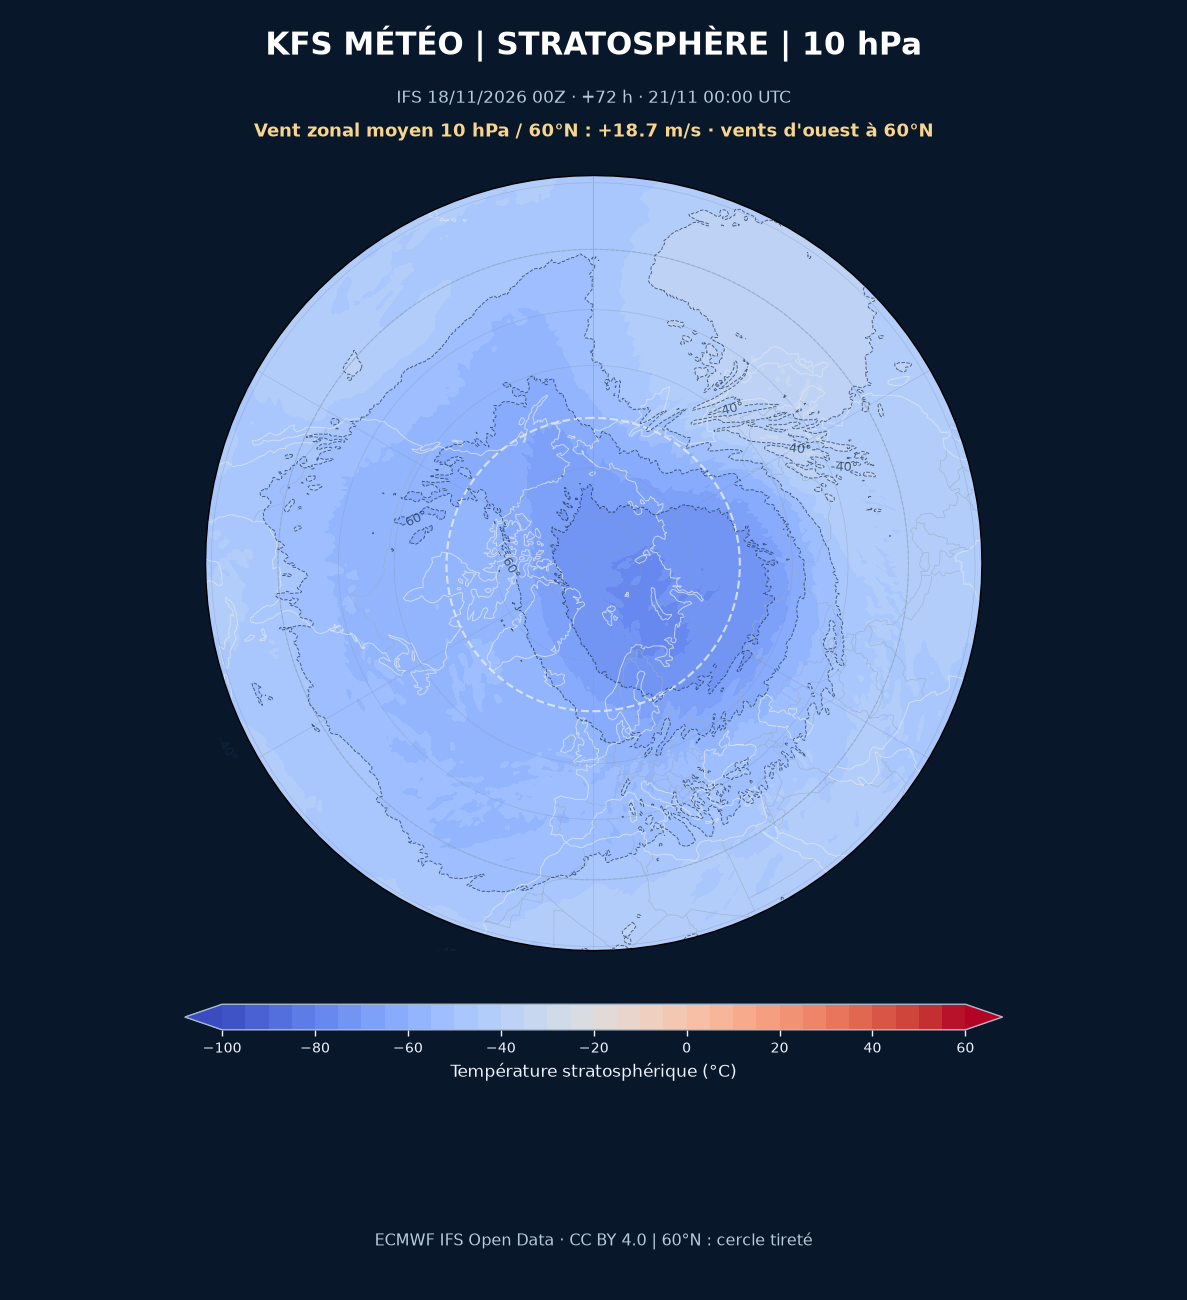 KFS MÉTÉO | STRATOSPHÈRE | 10 hPa
IFS 18/11/2026 00Z · +72 h · 21/11 00:00 UTC
Vent zonal moyen 10 hPa / 60°N : +18.7 m/s · vents d'ouest à 60°N
-40°
-40°
-40°
-60°
-60°
-40°
−100 −80 −60 −40 −20 0 20 40 60
Température stratosphérique (°C)
ECMWF IFS Open Data · CC BY 4.0 | 60°N : cercle tireté